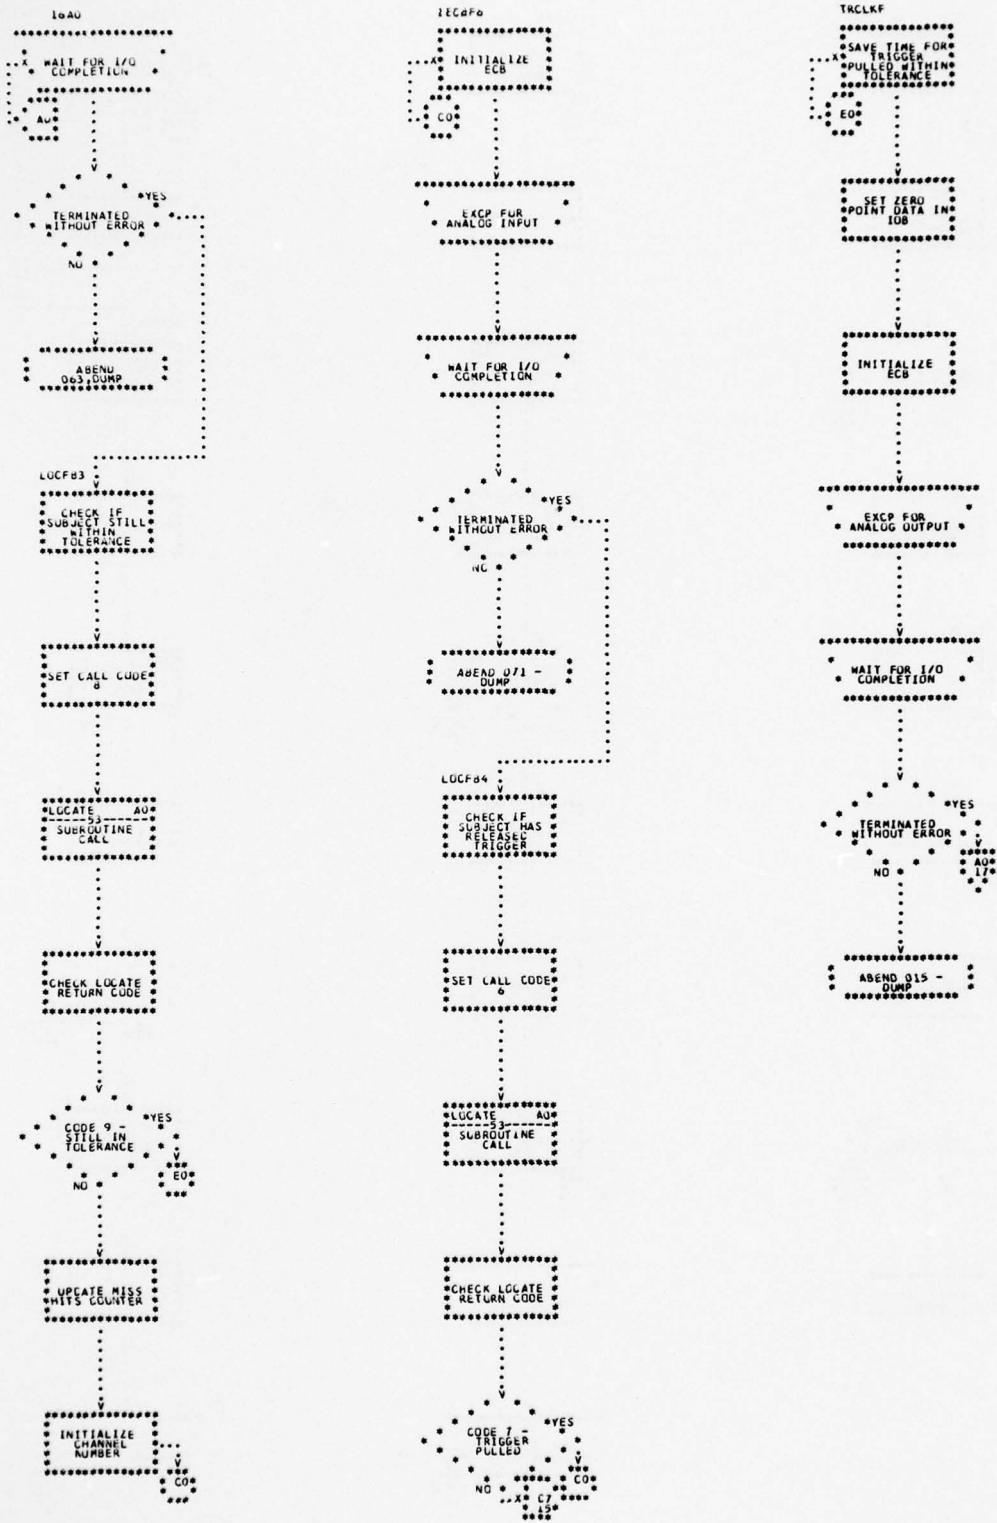 16A0
WAIT FOR I/O
COMPLETION
A0
YES
TERMINATED
WITHOUT ERROR
NO
ABEND
063,DUMP
LOCFB3
CHECK IF
SUBJECT STILL
WITHIN
TOLERANCE
SET CALL CODE
8
LOCATE A0
-----53-----
SUBROUTINE
CALL
CHECK LOCATE
RETURN CODE
YES
CODE 9 -
STILL IN
TOLERANCE
E0
NO
UPCATE MISS
HITS COUNTER
INITIALIZE
CHANNEL
NUMBER
C0
INITIALIZE
ECB
C0
EXCP FOR
ANALOG INPUT
WAIT FOR I/O
COMPLETION
YES
TERMINATED
WITHOUT ERROR
NO
ABEND 071 -
DUMP
LOCFB4
CHECK IF
SUBJECT HAS
RELEASED
TRIGGER
SET CALL CODE
6
LOCATE A0
-----53-----
SUBROUTINE
CALL
CHECK LOCATE
RETURN CODE
YES
CODE 7 -
TRIGGER
PULLED
C0
NO
X
C7
15
TRCLKF
SAVE TIME FOR
TRIGGER
PULLED WITHIN
TOLERANCE
E0
SET ZERO
POINT DATA IN
IOB
INITIALIZE
ECB
EXCP FOR
ANALOG OUTPUT
WAIT FOR I/O
COMPLETION
YES
TERMINATED
WITHOUT ERROR
A0
17
NO
ABEND 015 -
DUMP